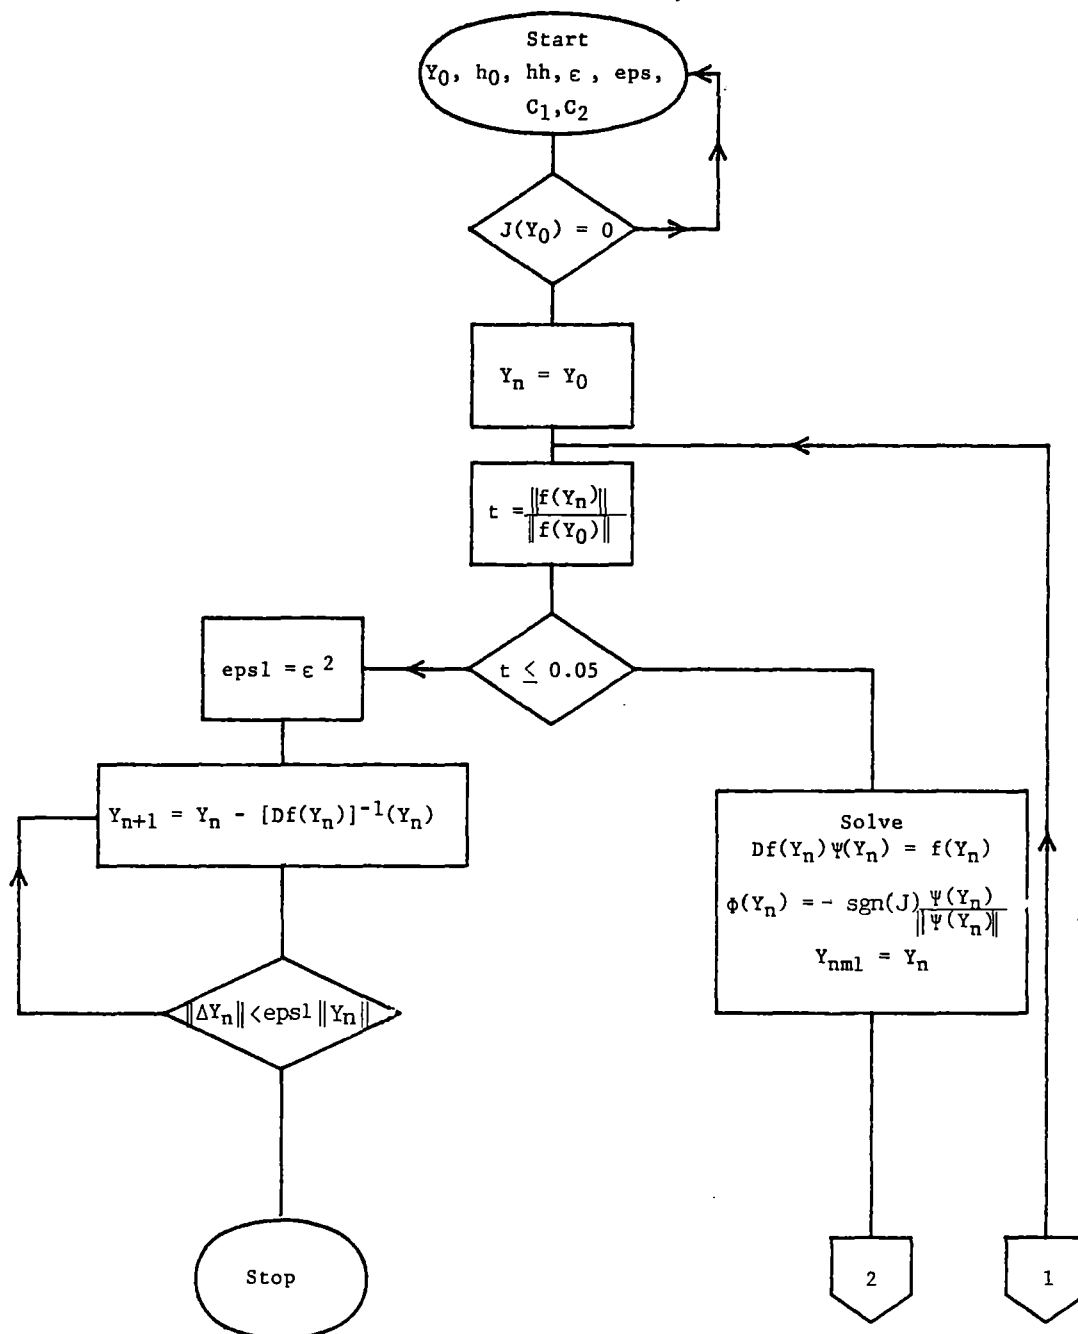 Start
Y₀, h₀, hh, ε , eps,
C₁,C₂
J(Y₀) = 0
Yₙ = Y₀
t = ‖f(Yₙ)‖
‖f(Y₀)‖
t ≤ 0.05
eps1 = ε ²
Yₙ₊₁ = Yₙ - [Df(Yₙ)]⁻¹(Yₙ)
‖ΔYₙ‖ <eps1 ‖Yₙ‖
Stop
Solve
Df(Yₙ)Ψ(Yₙ) = f(Yₙ)
Φ(Yₙ) = - sgn(J) Ψ(Yₙ)
‖Ψ(Yₙ)‖
Yₙₘ₁ = Yₙ
2
1